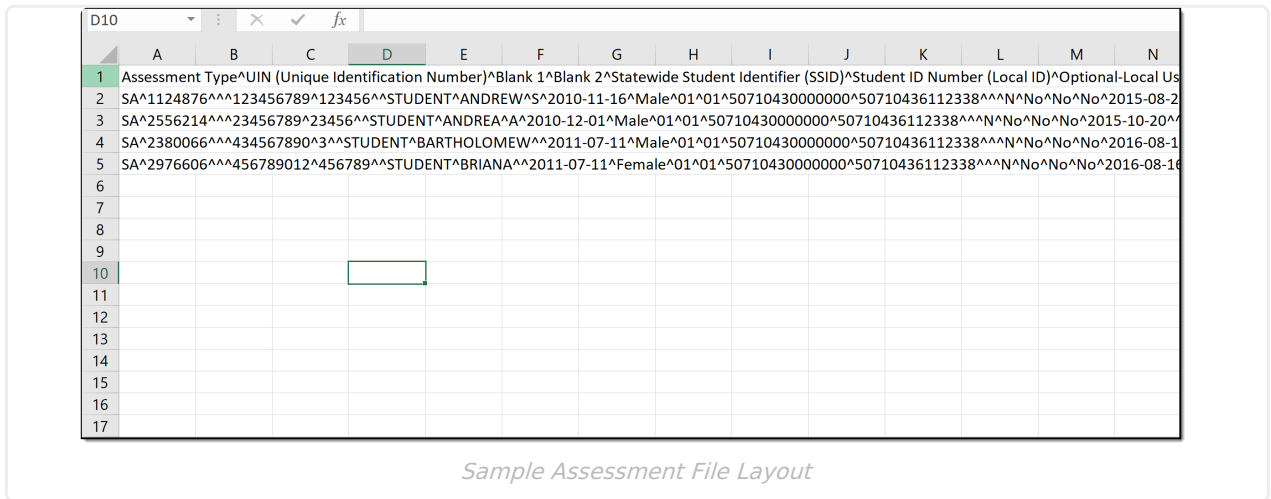 D10 fx
A B C D E F G H I J K L M N
1 Assessment Type^UIN (Unique Identification Number)^Blank 1^Blank 2^Statewide Student Identifier (SSID)^Student ID Number (Local ID)^Optional-Local Us
2 SA^1124876^^^123456789^123456^^STUDENT^ANDREW^S^2010-11-16^Male^01^01^50710430000000^50710436112338^^^N^No^No^No^2015-08-2
3 SA^2556214^^^23456789^23456^^STUDENT^ANDREA^A^2010-12-01^Male^01^01^50710430000000^50710436112338^^^N^No^No^No^2015-10-20^^
4 SA^2380066^^^434567890^3^^STUDENT^BARTHOLOMEW^^2011-07-11^Male^01^01^50710430000000^50710436112338^^^N^No^No^No^2016-08-1
5 SA^2976606^^^456789012^456789^^STUDENT^BRIANA^^2011-07-11^Female^01^01^50710430000000^50710436112338^^^N^No^No^No^2016-08-16
6
7
8
9
10
11
12
13
14
15
16
17
Sample Assessment File Layout